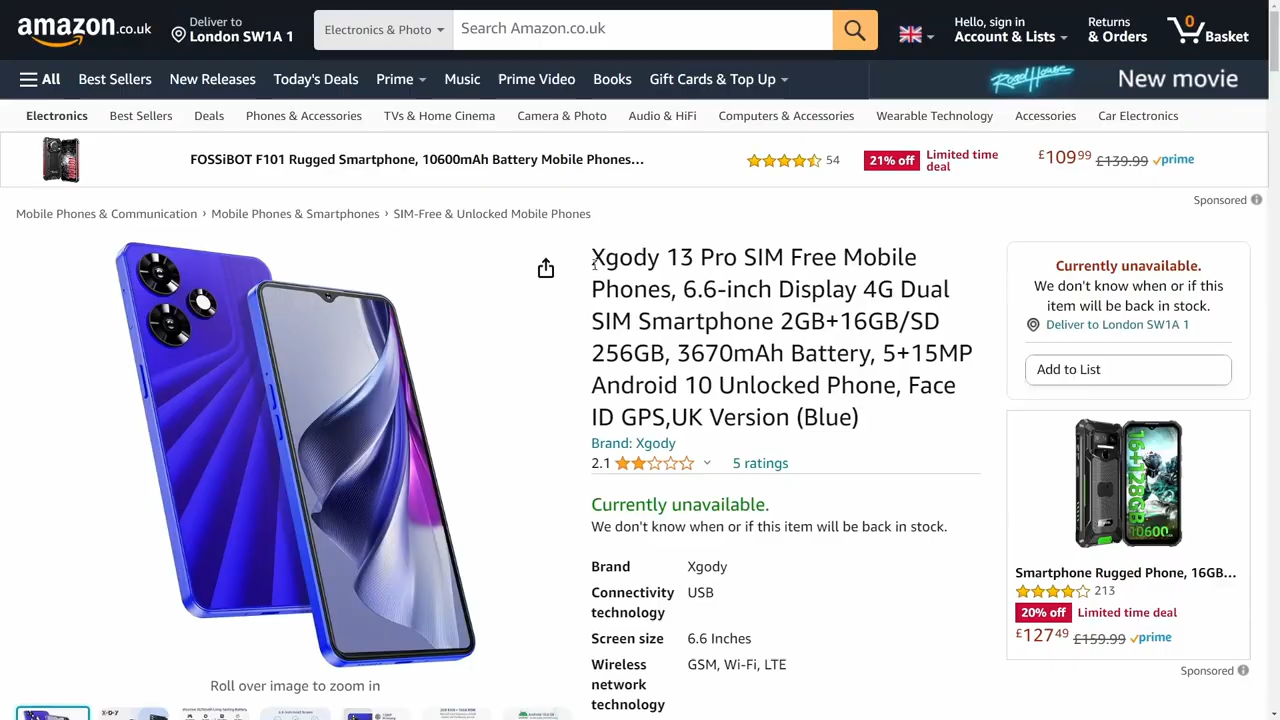 amazon.co.uk
Deliver to
London SW1A 1
Electronics & Photo
Search Amazon.co.uk
Hello, sign in
Account & Lists
Returns
& Orders
0
Basket
All
Best Sellers
New Releases
Today's Deals
Prime
Music
Prime Video
Books
Gift Cards & Top Up
RoadHouse
New movie
Electronics
Best Sellers
Deals
Phones & Accessories
TVs & Home Cinema
Camera & Photo
Audio & HiFi
Computers & Accessories
Wearable Technology
Accessories
Car Electronics
FOSSiBOT F101 Rugged Smartphone, 10600mAh Battery Mobile Phones...
54
21% off
Limited time
deal
£109⁹⁹ £139.99 prime
Sponsored
Mobile Phones & Communication › Mobile Phones & Smartphones › SIM-Free & Unlocked Mobile Phones
Xgody 13 Pro SIM Free Mobile
Phones, 6.6-inch Display 4G Dual
SIM Smartphone 2GB+16GB/SD
256GB, 3670mAh Battery, 5+15MP
Android 10 Unlocked Phone, Face
ID GPS,UK Version (Blue)
Brand: Xgody
2.1
5 ratings
Currently unavailable.
We don't know when or if this item will be back in stock.
Brand Xgody
Connectivity USB
technology
Screen size 6.6 Inches
Wireless GSM, Wi-Fi, LTE
network
technology
Roll over image to zoom in
Currently unavailable.
We don't know when or if this
item will be back in stock.
Deliver to London SW1A 1
Add to List
10600
Smartphone Rugged Phone, 16GB...
213
20% off
Limited time deal
£127⁴⁹ £159.99 prime
Sponsored